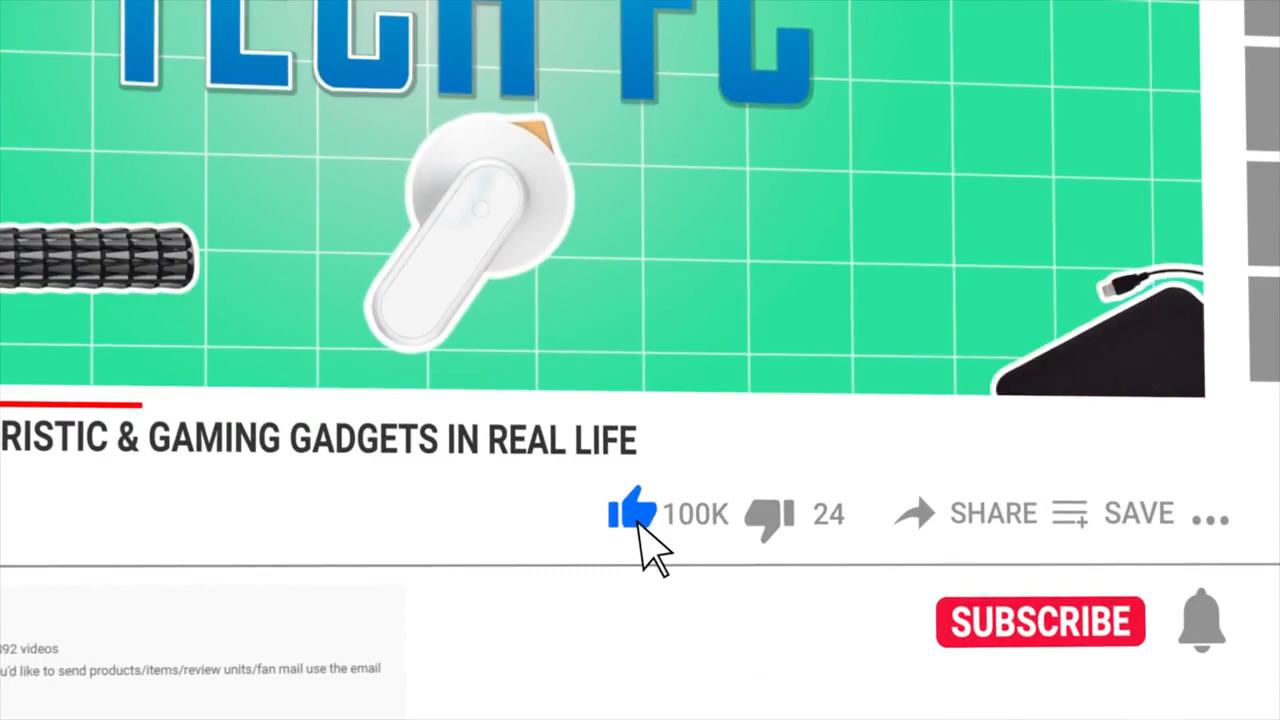 TECH PC
RISTIC & GAMING GADGETS IN REAL LIFE
100K 24 SHARE SAVE
SUBSCRIBE
392 videos
u'd like to send products/items/review units/fan mail use the email